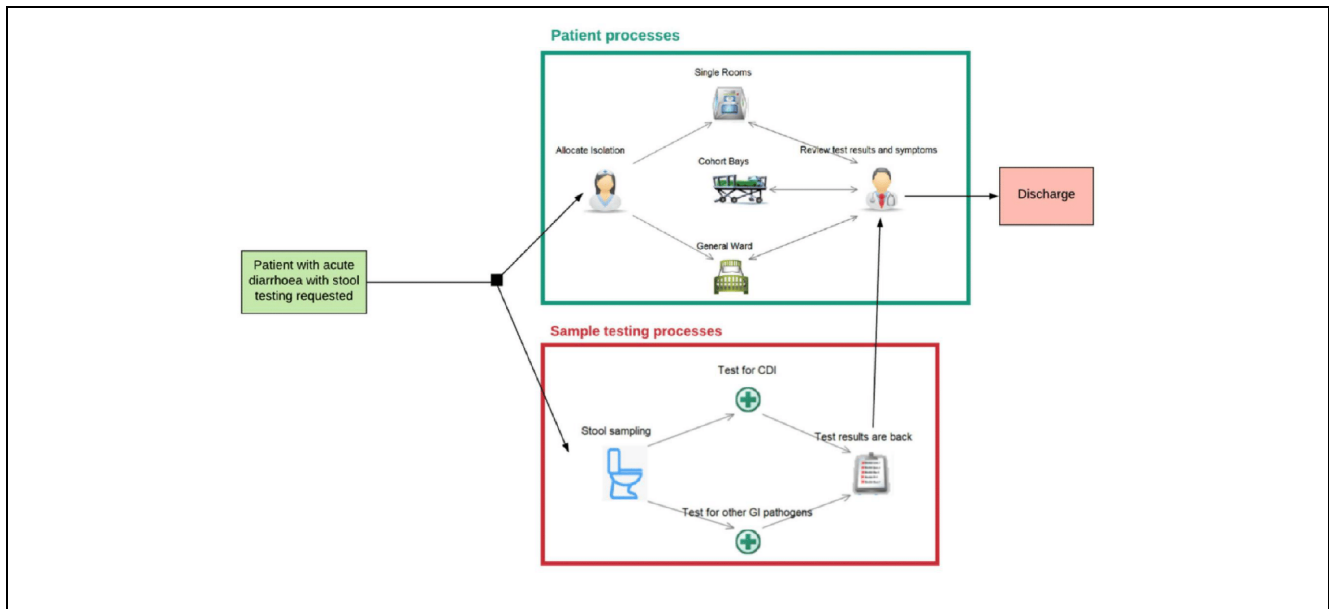 Patient processes
Single Rooms
Allocate Isolation
Cohort Bays
Review test results and symptoms
General Ward
Discharge
Patient with acute
diarrhoea with stool
testing requested
Sample testing processes
Test for CDI
Stool sampling
Test results are back
Test for other GI pathogens